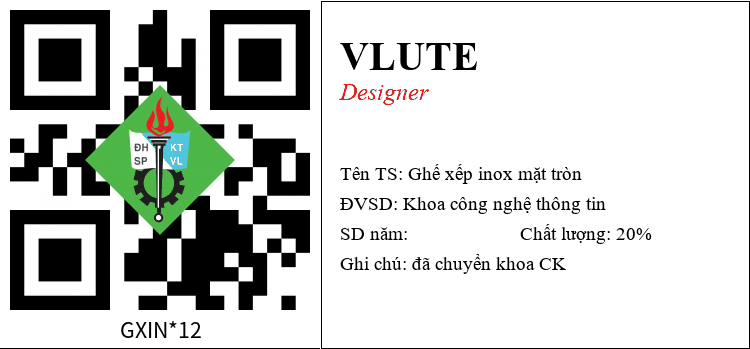 ĐH KT
SP VL
GXIN*12
VLUTE
Designer
Tên TS: Ghế xếp inox mặt tròn
ĐVSD: Khoa công nghệ thông tin
SD năm: Chất lượng: 20%
Ghi chú: đã chuyển khoa CK